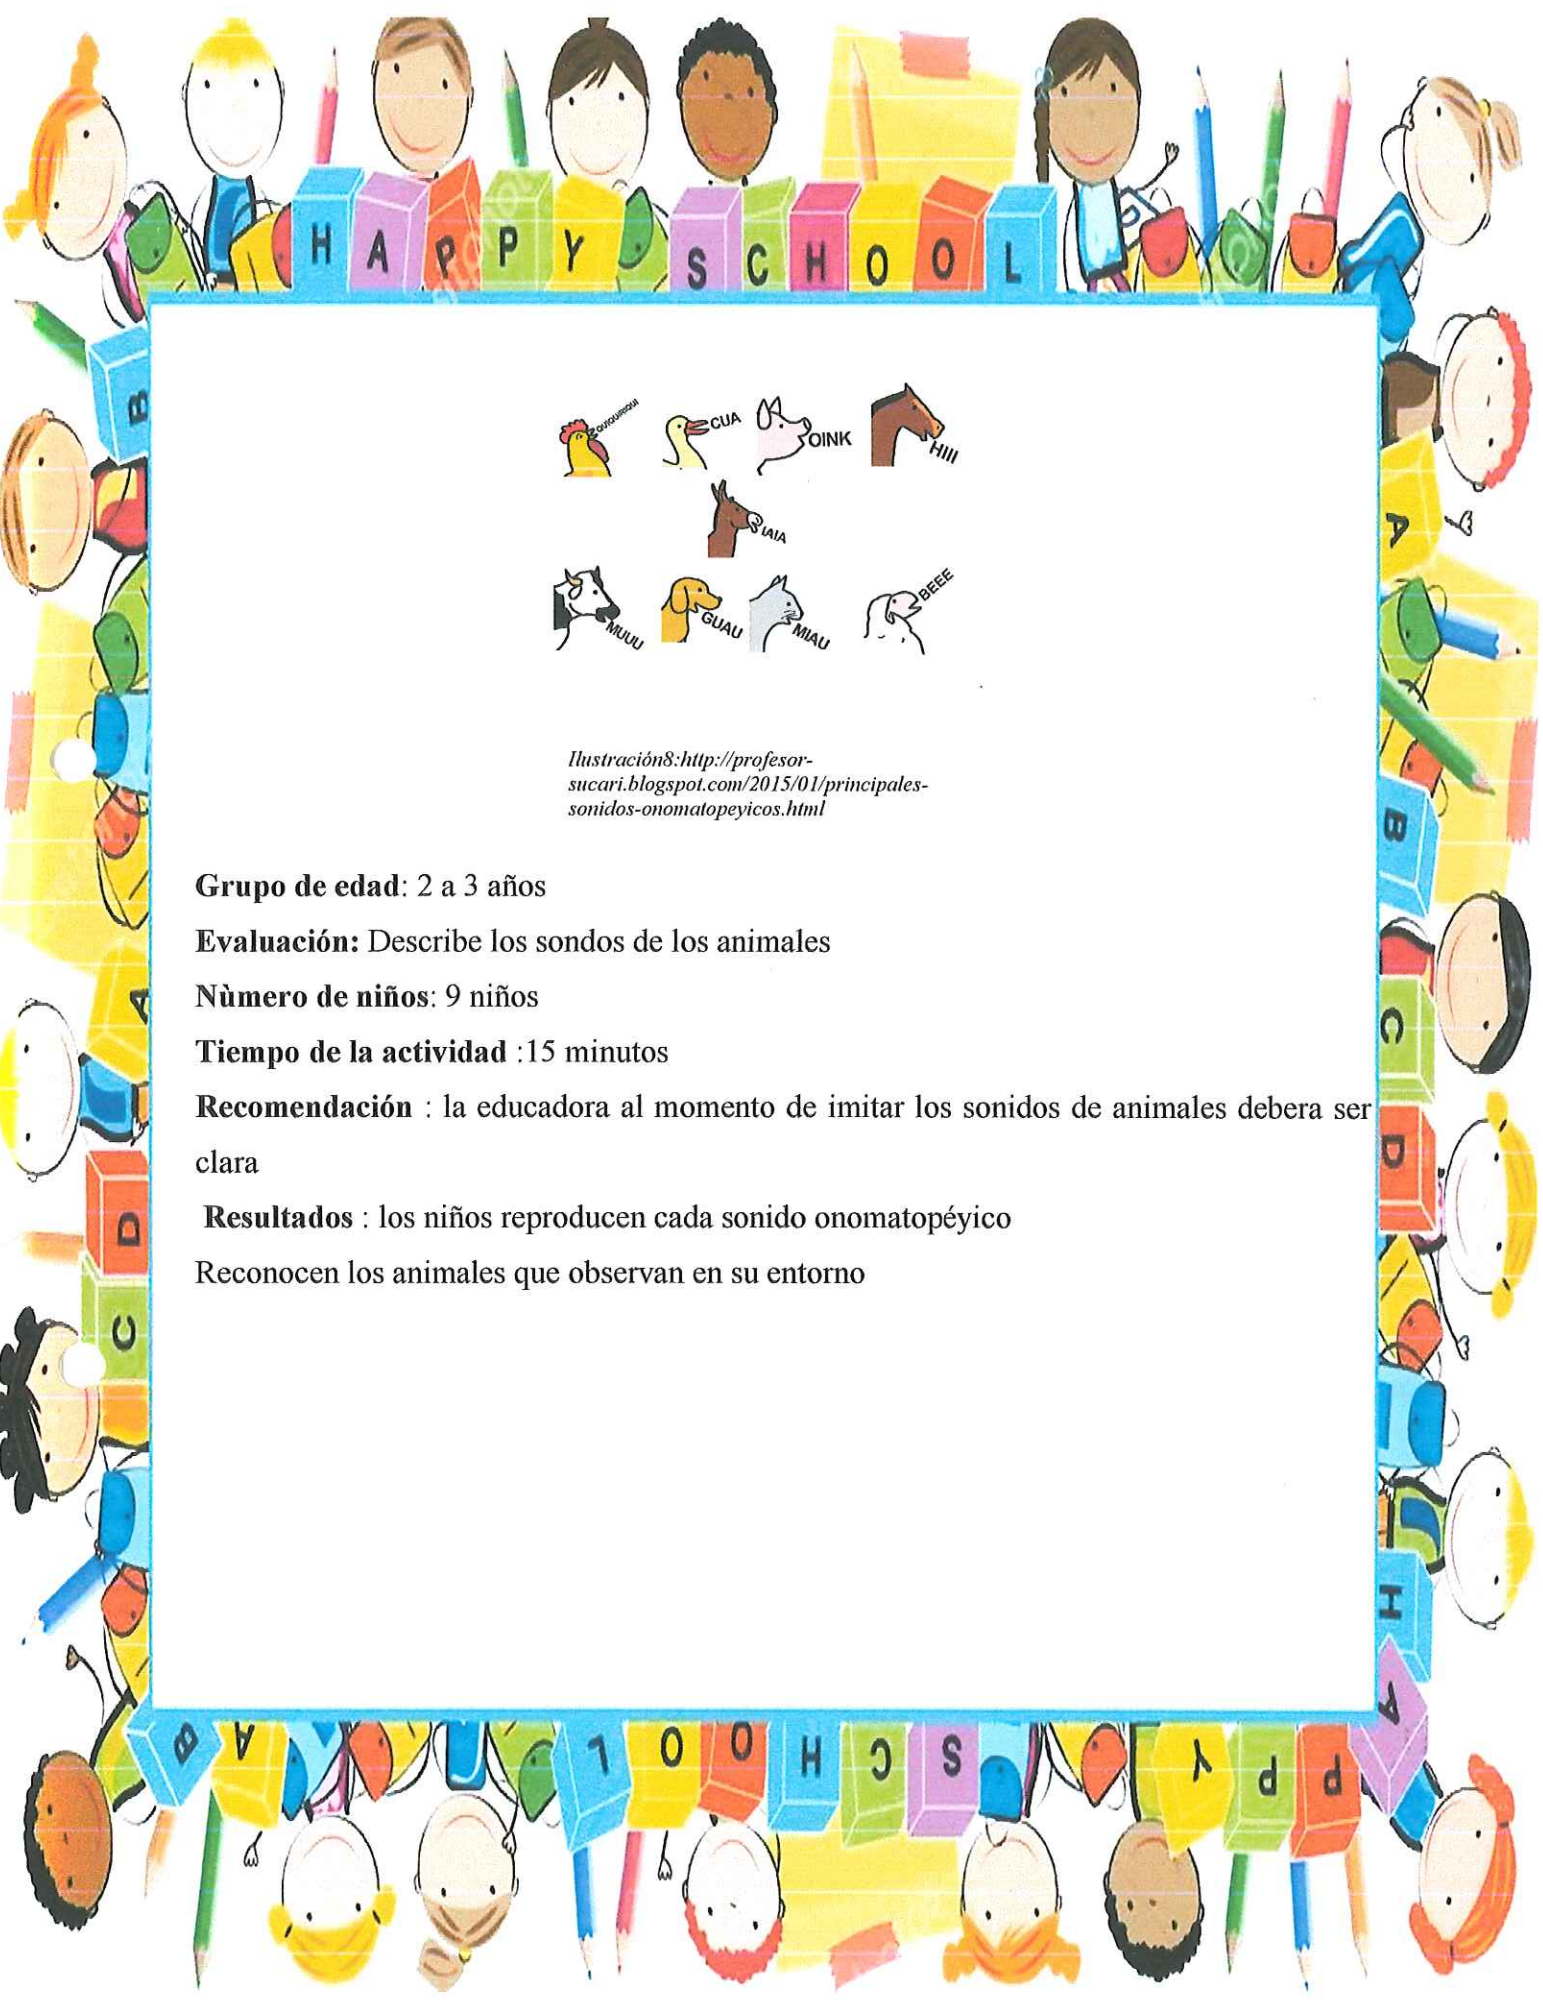 HAPPY SCHOOL
QUIQUIRIQUI
CUA
OINK
HIII
IAIA
MUUU
GUAU
MIAU
BEEE
Ilustración8:http://profesor-
sucari.blogspot.com/2015/01/principales-
sonidos-onomatopeyicos.html
Grupo de edad: 2 a 3 años
Evaluación: Describe los sondos de los animales
Nùmero de niños: 9 niños
Tiempo de la actividad :15 minutos
Recomendación : la educadora al momento de imitar los sonidos de animales debera ser
clara
Resultados : los niños reproducen cada sonido onomatopéyico
Reconocen los animales que observan en su entorno
B
A
D
C
A
B
C
D
HAPPY
SCHOOL
A
B